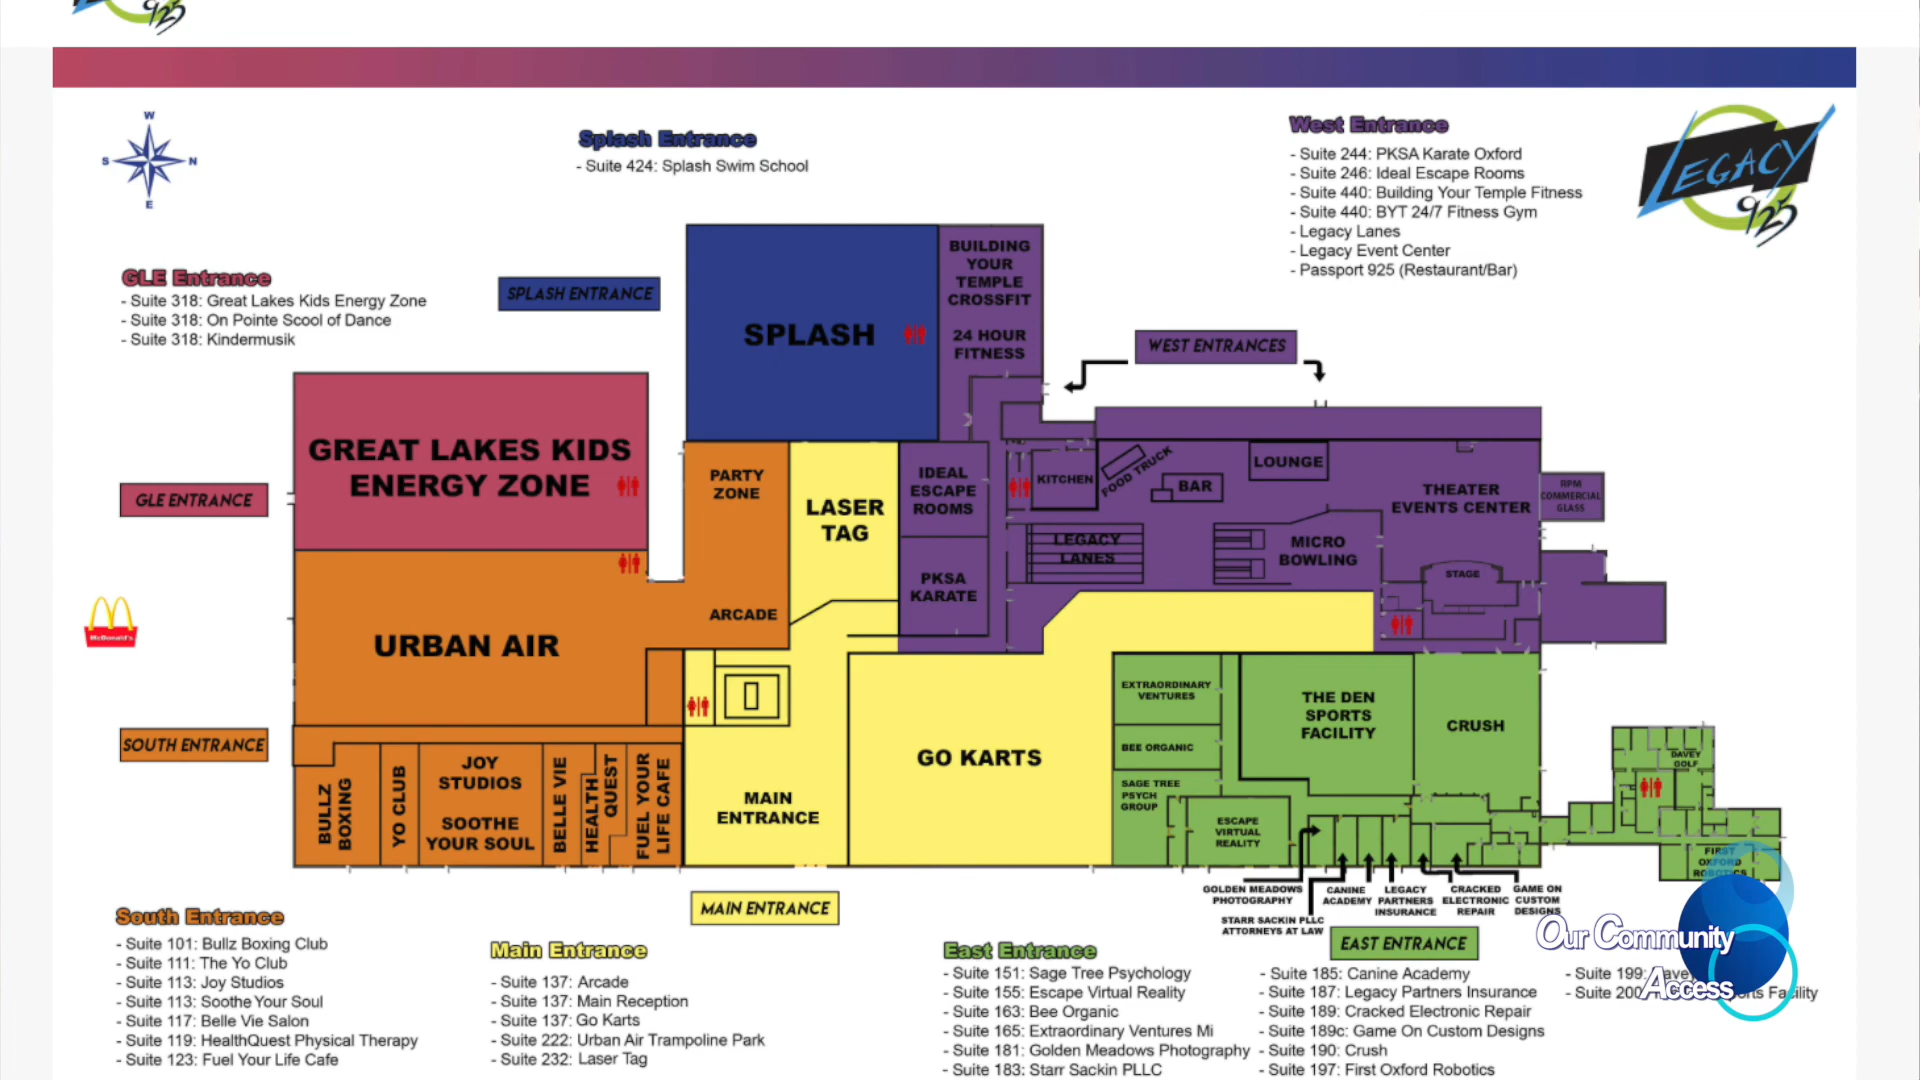 925
W
S
N
E
Splash Entrance
- Suite 424: Splash Swim School
West Entrance
- Suite 244: PKSA Karate Oxford
- Suite 246: Ideal Escape Rooms
- Suite 440: Building Your Temple Fitness
- Suite 440: BYT 24/7 Fitness Gym
- Legacy Lanes
- Legacy Event Center
- Passport 925 (Restaurant/Bar)
LEGACY
925
GLE Entrance
- Suite 318: Great Lakes Kids Energy Zone
- Suite 318: On Pointe Scool of Dance
- Suite 318: Kindermusik
SPLASH ENTRANCE
BUILDING
YOUR
TEMPLE
CROSSFIT
24 HOUR
FITNESS
SPLASH
WEST ENTRANCES
GREAT LAKES KIDS
ENERGY ZONE
GLE ENTRANCE
PARTY
ZONE
LASER
TAG
IDEAL
ESCAPE
ROOMS
KITCHEN
FOOD TRUCK
BAR
LOUNGE
THEATER
EVENTS CENTER
RPM
COMMERCIAL
GLASS
LEGACY
LANES
MICRO
BOWLING
STAGE
PKSA
KARATE
ARCADE
McDonald's
URBAN AIR
SOUTH ENTRANCE
EXTRAORDINARY
VENTURES
THE DEN
SPORTS
FACILITY
CRUSH
BEE ORGANIC
GO KARTS
SAGE TREE
PSYCH
GROUP
ESCAPE
VIRTUAL
REALITY
DAVEY
GOLF
FIRST
OXFORD
ROBOTICS
BULLZ
BOXING
YO CLUB
JOY
STUDIOS
SOOTHE
YOUR SOUL
BELLE VIE
HEALTH
QUEST
FUEL YOUR
LIFE CAFE
MAIN
ENTRANCE
GOLDEN MEADOWS
PHOTOGRAPHY
STARR SACKIN PLLC
ATTORNEYS AT LAW
CANINE
ACADEMY
LEGACY
PARTNERS
INSURANCE
CRACKED
ELECTRONIC
REPAIR
GAME ON
CUSTOM
DESIGNS
MAIN ENTRANCE
EAST ENTRANCE
South Entrance
- Suite 101: Bullz Boxing Club
- Suite 111: The Yo Club
- Suite 113: Joy Studios
- Suite 113: Soothe Your Soul
- Suite 117: Belle Vie Salon
- Suite 119: HealthQuest Physical Therapy
- Suite 123: Fuel Your Life Cafe
Main Entrance
- Suite 137: Arcade
- Suite 137: Main Reception
- Suite 137: Go Karts
- Suite 222: Urban Air Trampoline Park
- Suite 232: Laser Tag
East Entrance
- Suite 151: Sage Tree Psychology
- Suite 155: Escape Virtual Reality
- Suite 163: Bee Organic
- Suite 165: Extraordinary Ventures Mi
- Suite 181: Golden Meadows Photography
- Suite 183: Starr Sackin PLLC
- Suite 185: Canine Academy
- Suite 187: Legacy Partners Insurance
- Suite 189: Cracked Electronic Repair
- Suite 189c: Game On Custom Designs
- Suite 190: Crush
- Suite 197: First Oxford Robotics
- Suite 199:
- Suite 200 Facility
Our Community
Access